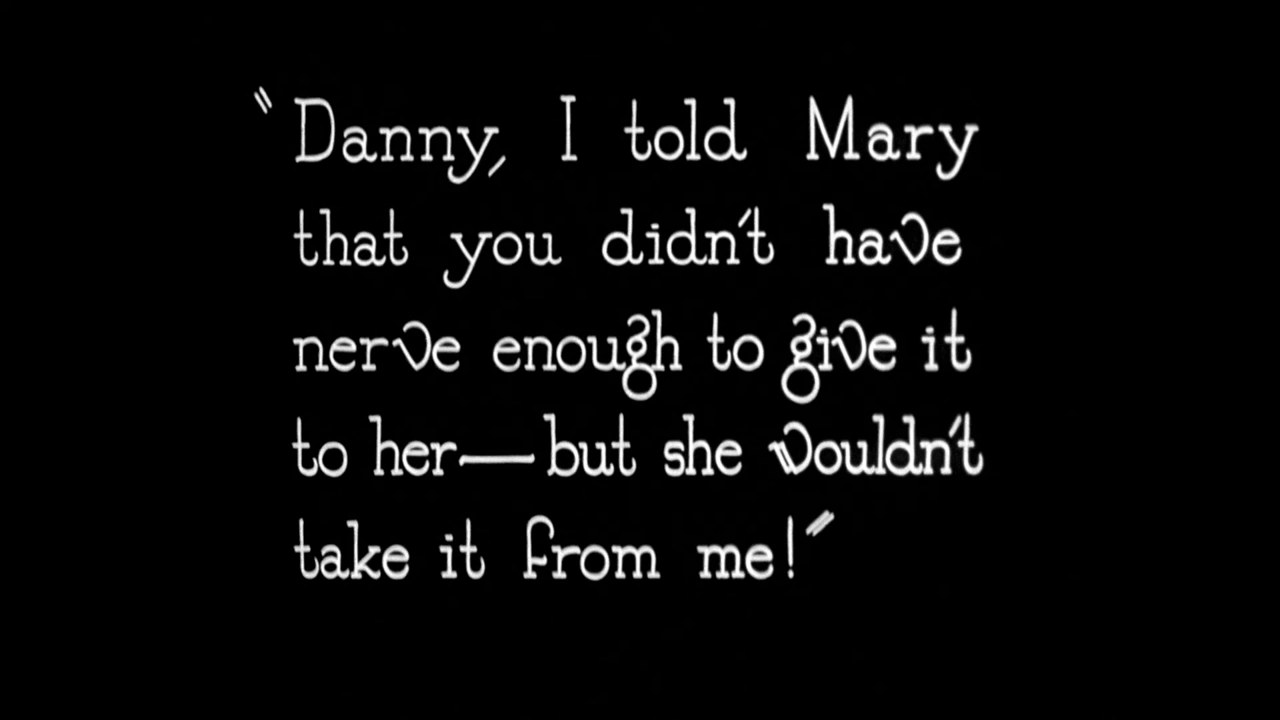 "Danny, I told Mary
that you didn't have
nerve enough to give it
to her—but she wouldn't
take it from me!"